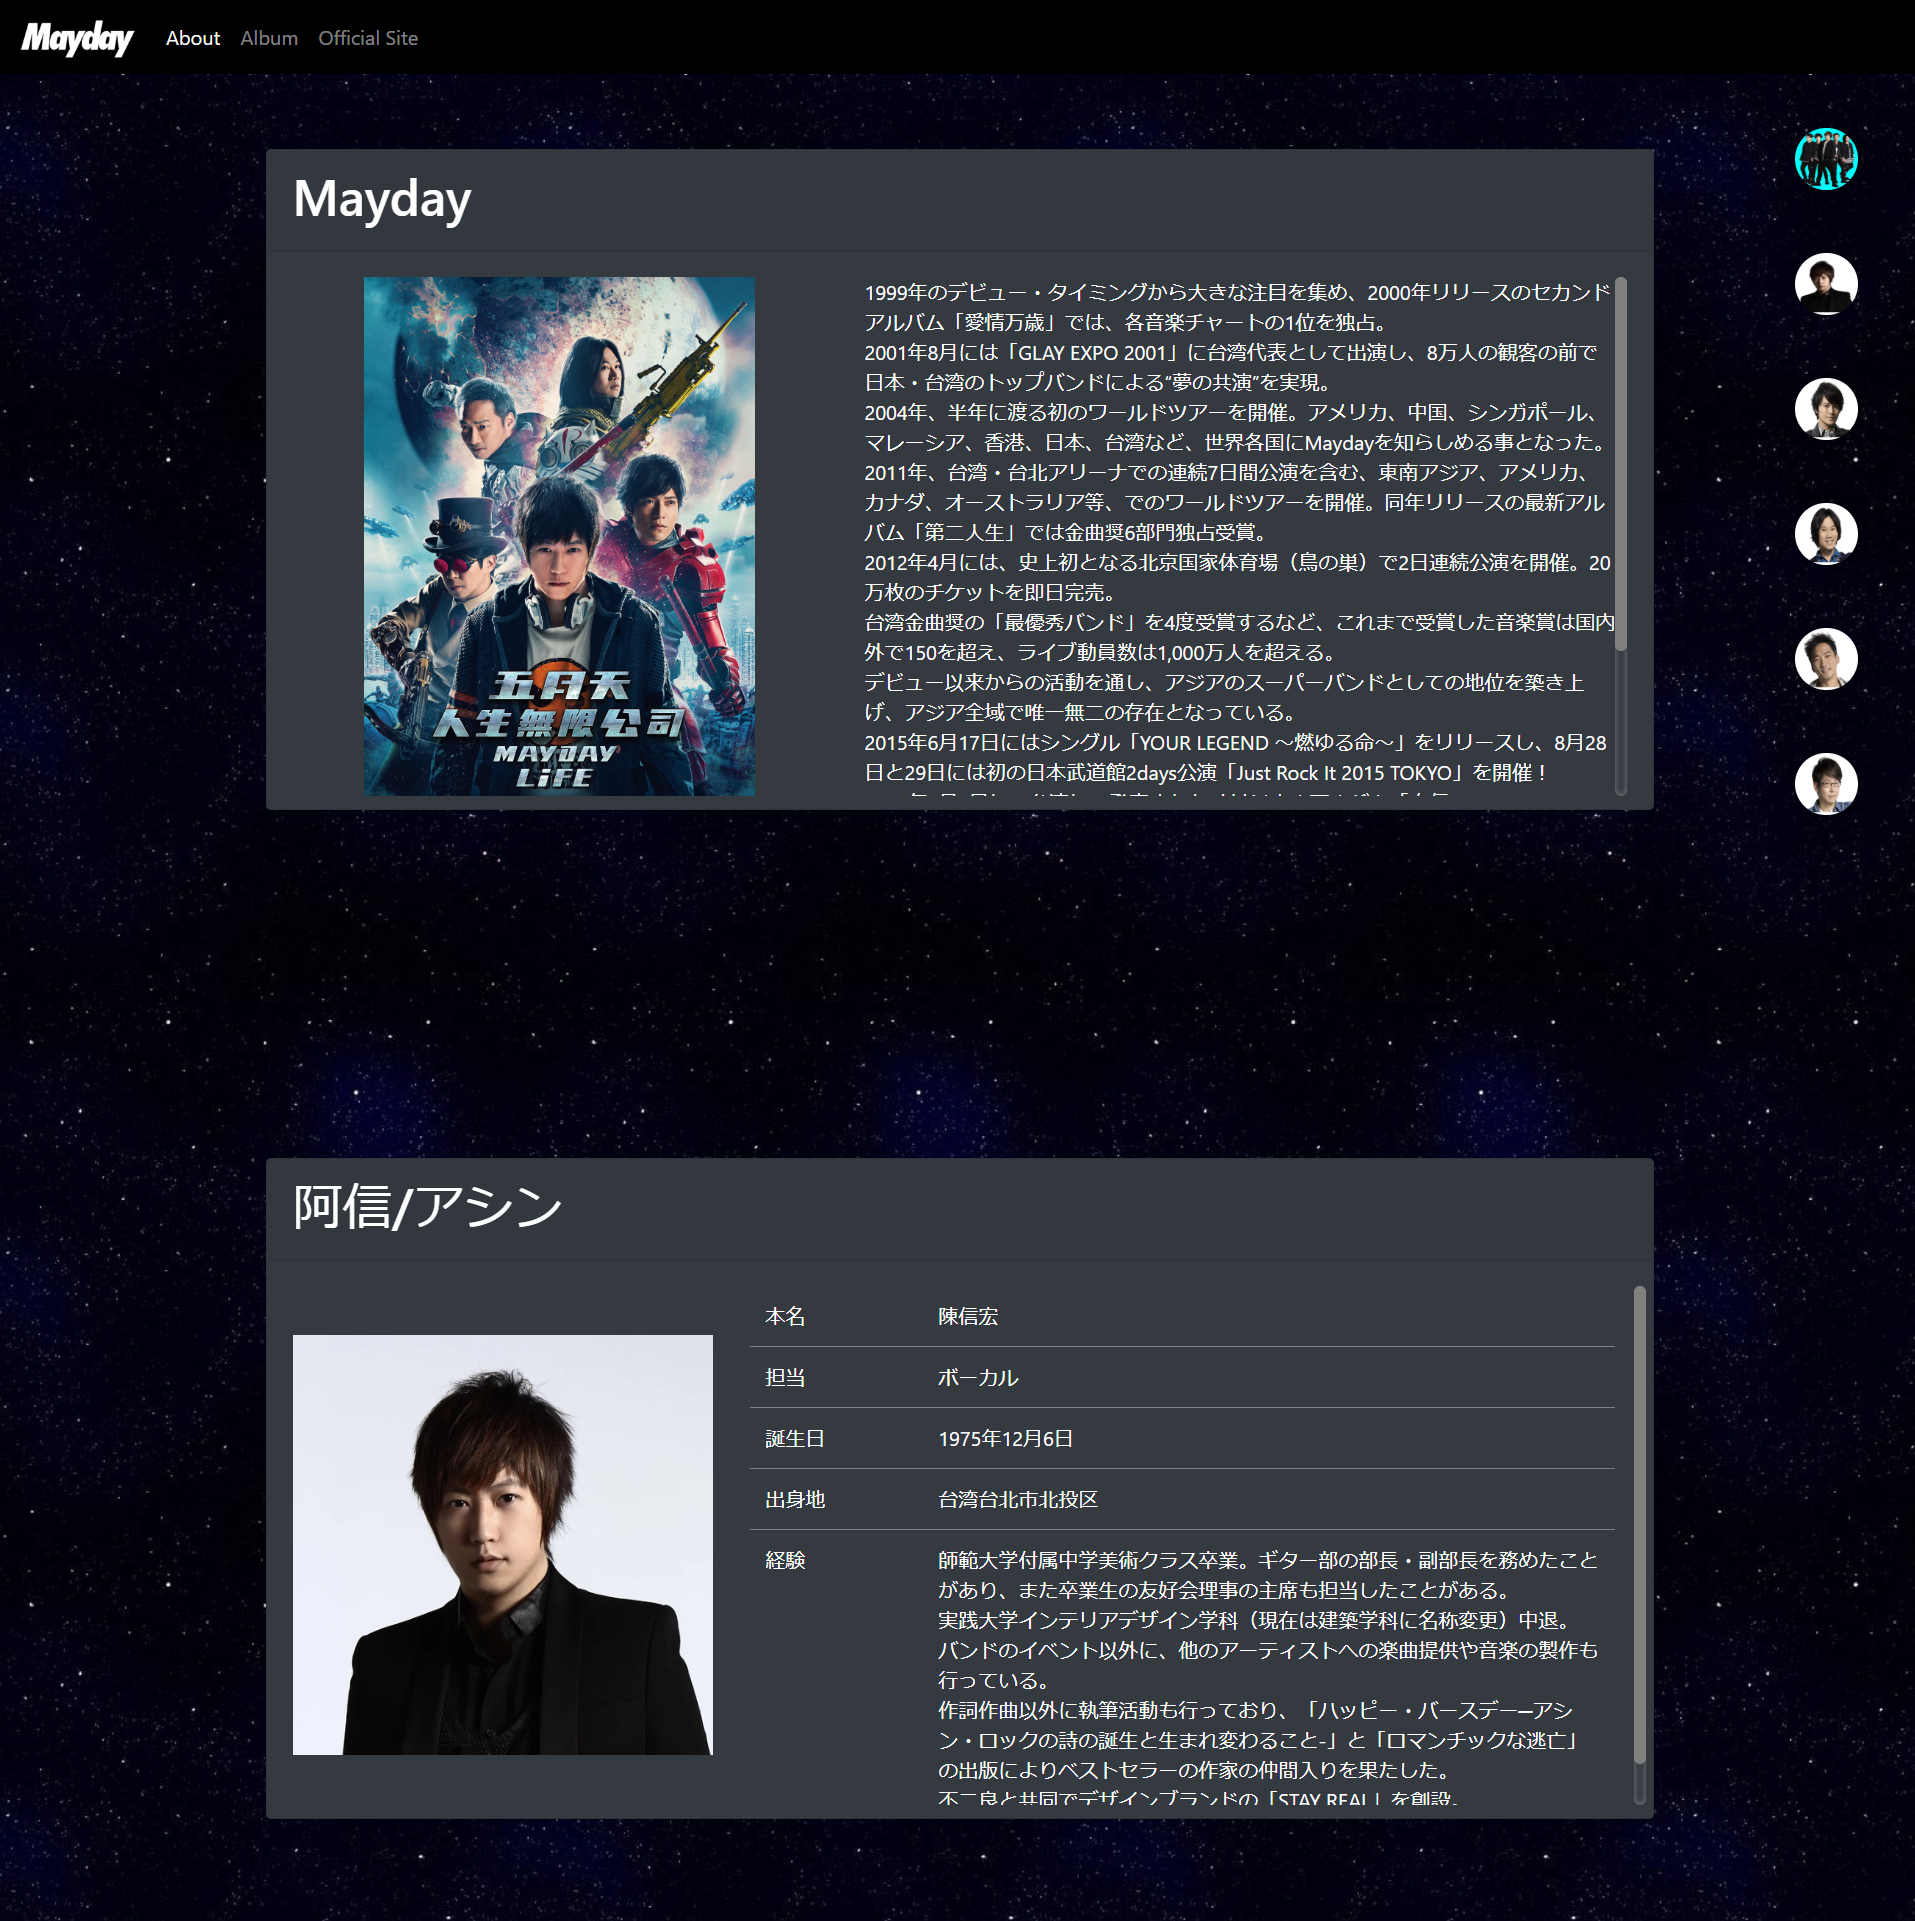 Mayday
About Album Official Site
Mayday
五月天
人生無限公司
MAYDAY
LiFE
1999年のデビュー・タイミングから大きな注目を集め、2000年リリースのセカンド
アルバム「愛情万歳」では、各音楽チャートの1位を独占。
2001年8月には「GLAY EXPO 2001」に台湾代表として出演し、8万人の観客の前で
日本・台湾のトップバンドによる“夢の共演”を実現。
2004年、半年に渡る初のワールドツアーを開催。アメリカ、中国、シンガポール、
マレーシア、香港、日本、台湾など、世界各国にMaydayを知らしめる事となった。
2011年、台湾・台北アリーナでの連続7日間公演を含む、東南アジア、アメリカ、
カナダ、オーストラリア等、でのワールドツアーを開催。同年リリースの最新アル
バム「第二人生」では金曲奨6部門独占受賞。
2012年4月には、史上初となる北京国家体育場（鳥の巣）で2日連続公演を開催。20
万枚のチケットを即日完売。
台湾金曲奨の「最優秀バンド」を4度受賞するなど、これまで受賞した音楽賞は国内
外で150を超え、ライブ動員数は1,000万人を超える。
デビュー以来からの活動を通し、アジアのスーパーバンドとしての地位を築き上
げ、アジア全域で唯一無二の存在となっている。
2015年6月17日にはシングル「YOUR LEGEND ～燃ゆる命～」をリリースし、8月28
日と29日には初の日本武道館2days公演「Just Rock It 2015 TOKYO」を開催！
阿信/アシン
本名 陳信宏
担当 ボーカル
誕生日 1975年12月6日
出身地 台湾台北市北投区
経験 師範大学付属中学美術クラス卒業。ギター部の部長・副部長を務めたこと
があり、また卒業生の友好会理事の主席も担当したことがある。
実践大学インテリアデザイン学科（現在は建築学科に名称変更）中退。
バンドのイベント以外に、他のアーティストへの楽曲提供や音楽の製作も
行っている。
作詞作曲以外に執筆活動も行っており、「ハッピー・バースデー―アシ
ン・ロックの詩の誕生と生まれ変わること-」と「ロマンチックな逃亡」
の出版によりベストセラーの作家の仲間入りを果たした。
不二良と共同でデザインブランドの「STAY REAL」を創設。